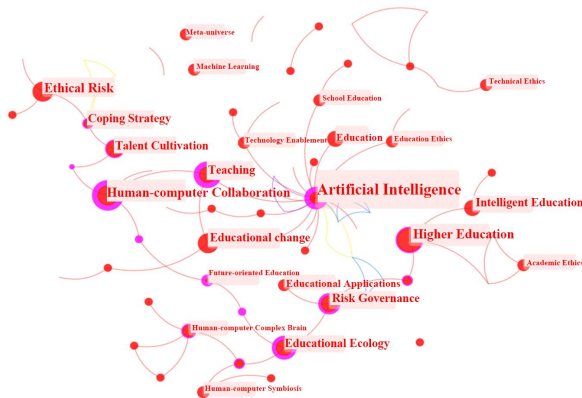 Meta-universe
Machine Learning
Ethical Risk
Technical Ethics
School Education
Coping Strategy
Education
Technology Enablement
Education Ethics
Talent Cultivation
Teaching
Artificial Intelligence
Human-computer Collaboration
Intelligent Education
Higher Education
Educational change
Academic Ethics
Future-oriented Education
Educational Applications
Risk Governance
Human-computer Complex Brain
Educational Ecology
Human-computer Symbiosis